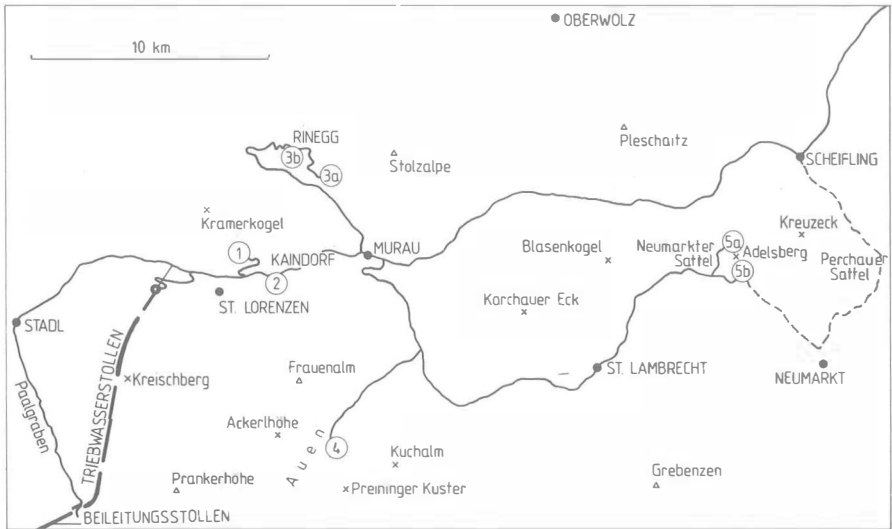 OBERWOLZ
10 km
RINEGG
3b
3a
Stolzalpe
Pleschaitz
SCHEIFLING
Kramerkogel
1
KAINDORF
MURAU
2
ST. LORENZEN
Blasenkogel
Neumarkter
Sattel
5a
Adelsberg
5b
Kreuzeck
Perchauer
Sattel
Karchauer Eck
STADL
TRIEBWASSERSTOLLEN
Paalgraben
Kreischberg
Frauenalm
ST. LAMBRECHT
NEUMARKT
Ackerlhöhe
4
Auen
Kuchalm
Prankerhöhe
Preininger Kuster
Grebenzen
BEILEITUNGSSTOLLEN